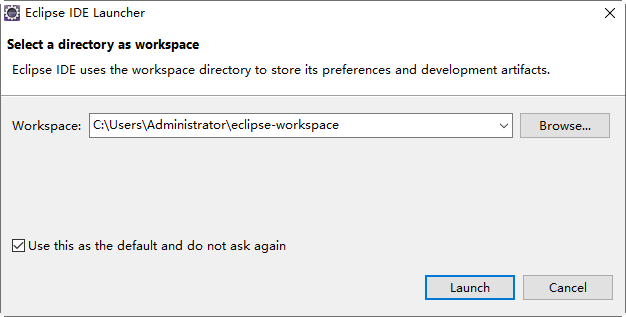 Eclipse IDE Launcher
Select a directory as workspace
Eclipse IDE uses the workspace directory to store its preferences and development artifacts.
Workspace: C:\Users\Administrator\eclipse-workspace Browse...
Use this as the default and do not ask again
Launch Cancel